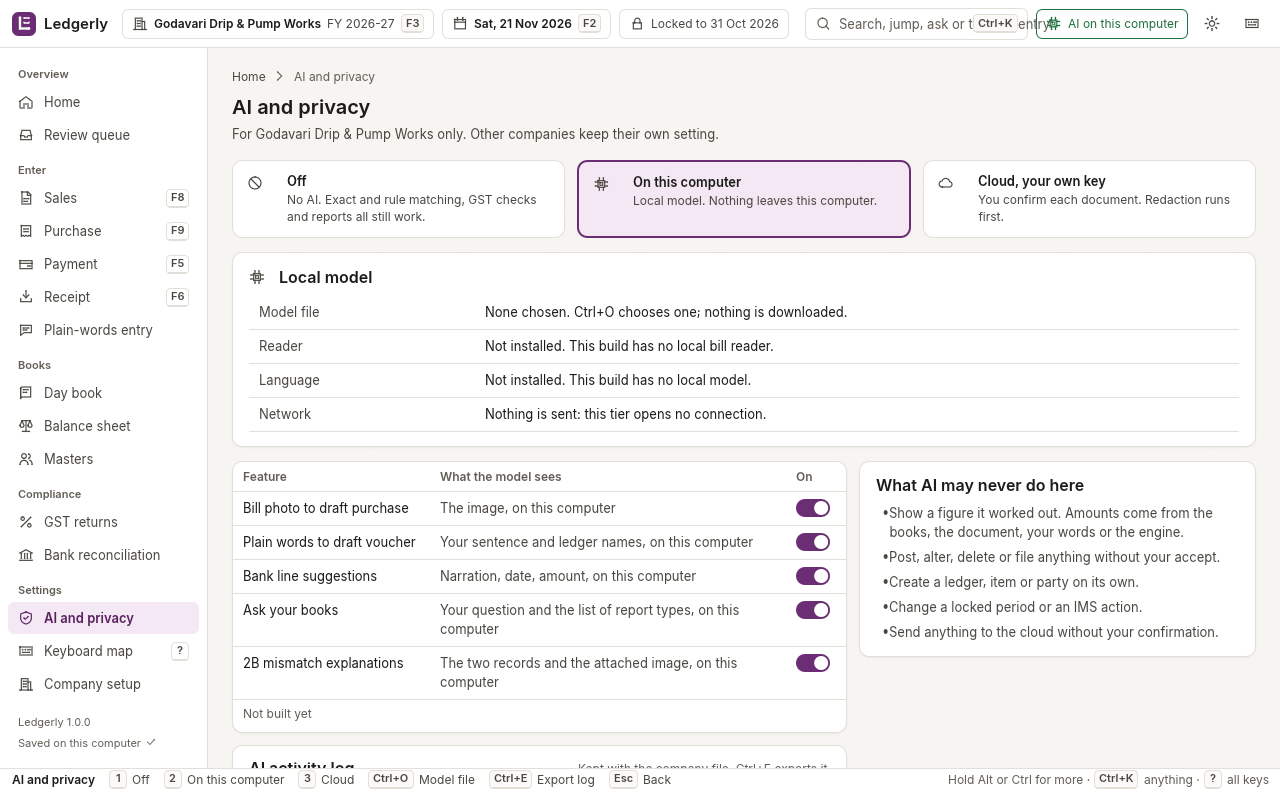 Ledgerly
Godavari Drip & Pump Works FY 2026-27 F3
Sat, 21 Nov 2026 F2
Locked to 31 Oct 2026
Search, jump, ask or t Ctrl+K entry
AI on this computer
Overview
Home
Review queue
Enter
Sales F8
Purchase F9
Payment F5
Receipt F6
Plain-words entry
Books
Day book
Balance sheet
Masters
Compliance
GST returns
Bank reconciliation
Settings
AI and privacy
Keyboard map ?
Company setup
Ledgerly 1.0.0
Saved on this computer
Home > AI and privacy
AI and privacy
For Godavari Drip & Pump Works only. Other companies keep their own setting.
Off
No AI. Exact and rule matching, GST checks
and reports all still work.
On this computer
Local model. Nothing leaves this computer.
Cloud, your own key
You confirm each document. Redaction runs
first.
Local model
Model file None chosen. Ctrl+O chooses one; nothing is downloaded.
Reader Not installed. This build has no local bill reader.
Language Not installed. This build has no local model.
Network Nothing is sent: this tier opens no connection.
Feature What the model sees On
Bill photo to draft purchase The image, on this computer
Plain words to draft voucher Your sentence and ledger names, on this computer
Bank line suggestions Narration, date, amount, on this computer
Ask your books Your question and the list of report types, on this
computer
2B mismatch explanations The two records and the attached image, on this
computer
Not built yet
What AI may never do here
•Show a figure it worked out. Amounts come from the
books, the document, your words or the engine.
•Post, alter, delete or file anything without your accept.
•Create a ledger, item or party on its own.
•Change a locked period or an IMS action.
•Send anything to the cloud without your confirmation.
AI activity log Kept with the company file. Ctrl+E exports it.
AI and privacy 1 Off 2 On this computer 3 Cloud Ctrl+O Model file Ctrl+E Export log Esc Back
Hold Alt or Ctrl for more · Ctrl+K anything · ? all keys